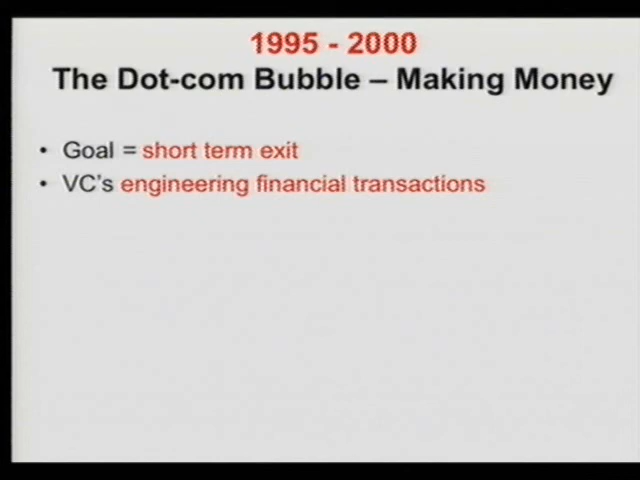 1995 - 2000
The Dot-com Bubble – Making Money
• Goal = short term exit
• VC's engineering financial transactions